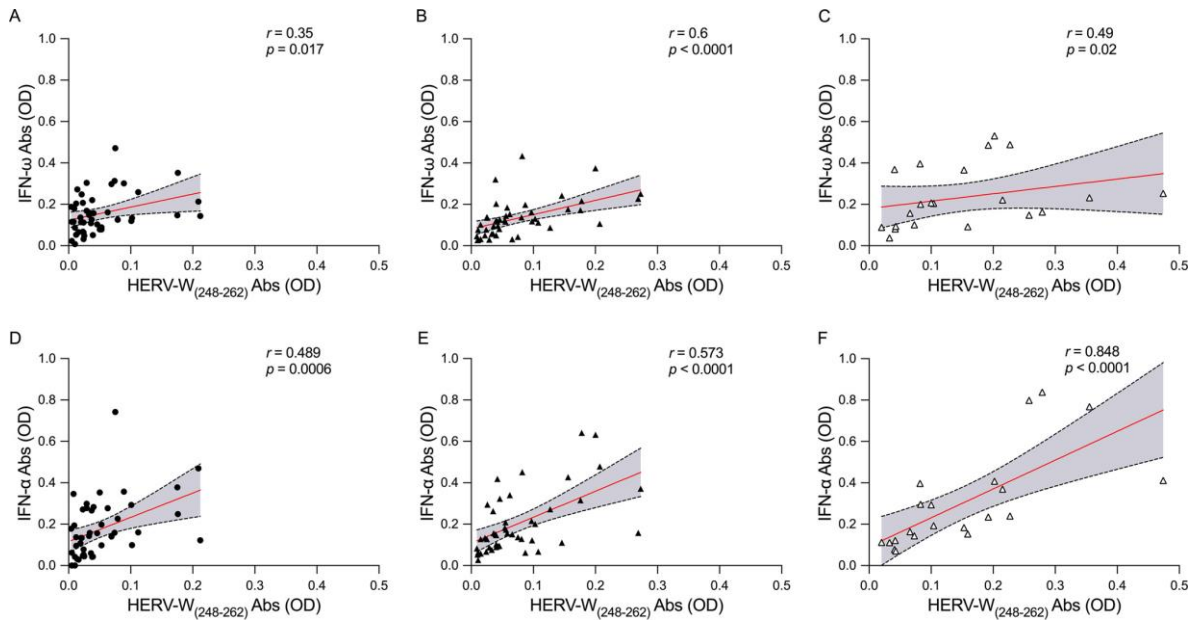 A
r = 0.35
p = 0.017
IFN-ω Abs (OD)
1.0
0.8
0.6
0.4
0.2
0.0
0.0 0.1 0.2 0.3 0.4 0.5
HERV-W(248-262) Abs (OD)
B
r = 0.6
p < 0.0001
IFN-ω Abs (OD)
1.0
0.8
0.6
0.4
0.2
0.0
0.0 0.1 0.2 0.3 0.4 0.5
HERV-W(248-262) Abs (OD)
C
r = 0.49
p = 0.02
IFN-ω Abs (OD)
1.0
0.8
0.6
0.4
0.2
0.0
0.0 0.1 0.2 0.3 0.4 0.5
HERV-W(248-262) Abs (OD)
D
r = 0.489
p = 0.0006
IFN-α Abs (OD)
1.0
0.8
0.6
0.4
0.2
0.0
0.0 0.1 0.2 0.3 0.4 0.5
HERV-W(248-262) Abs (OD)
E
r = 0.573
p < 0.0001
IFN-α Abs (OD)
1.0
0.8
0.6
0.4
0.2
0.0
0.0 0.1 0.2 0.3 0.4 0.5
HERV-W(248-262) Abs (OD)
F
r = 0.848
p < 0.0001
IFN-α Abs (OD)
1.0
0.8
0.6
0.4
0.2
0.0
0.0 0.1 0.2 0.3 0.4 0.5
HERV-W(248-262) Abs (OD)